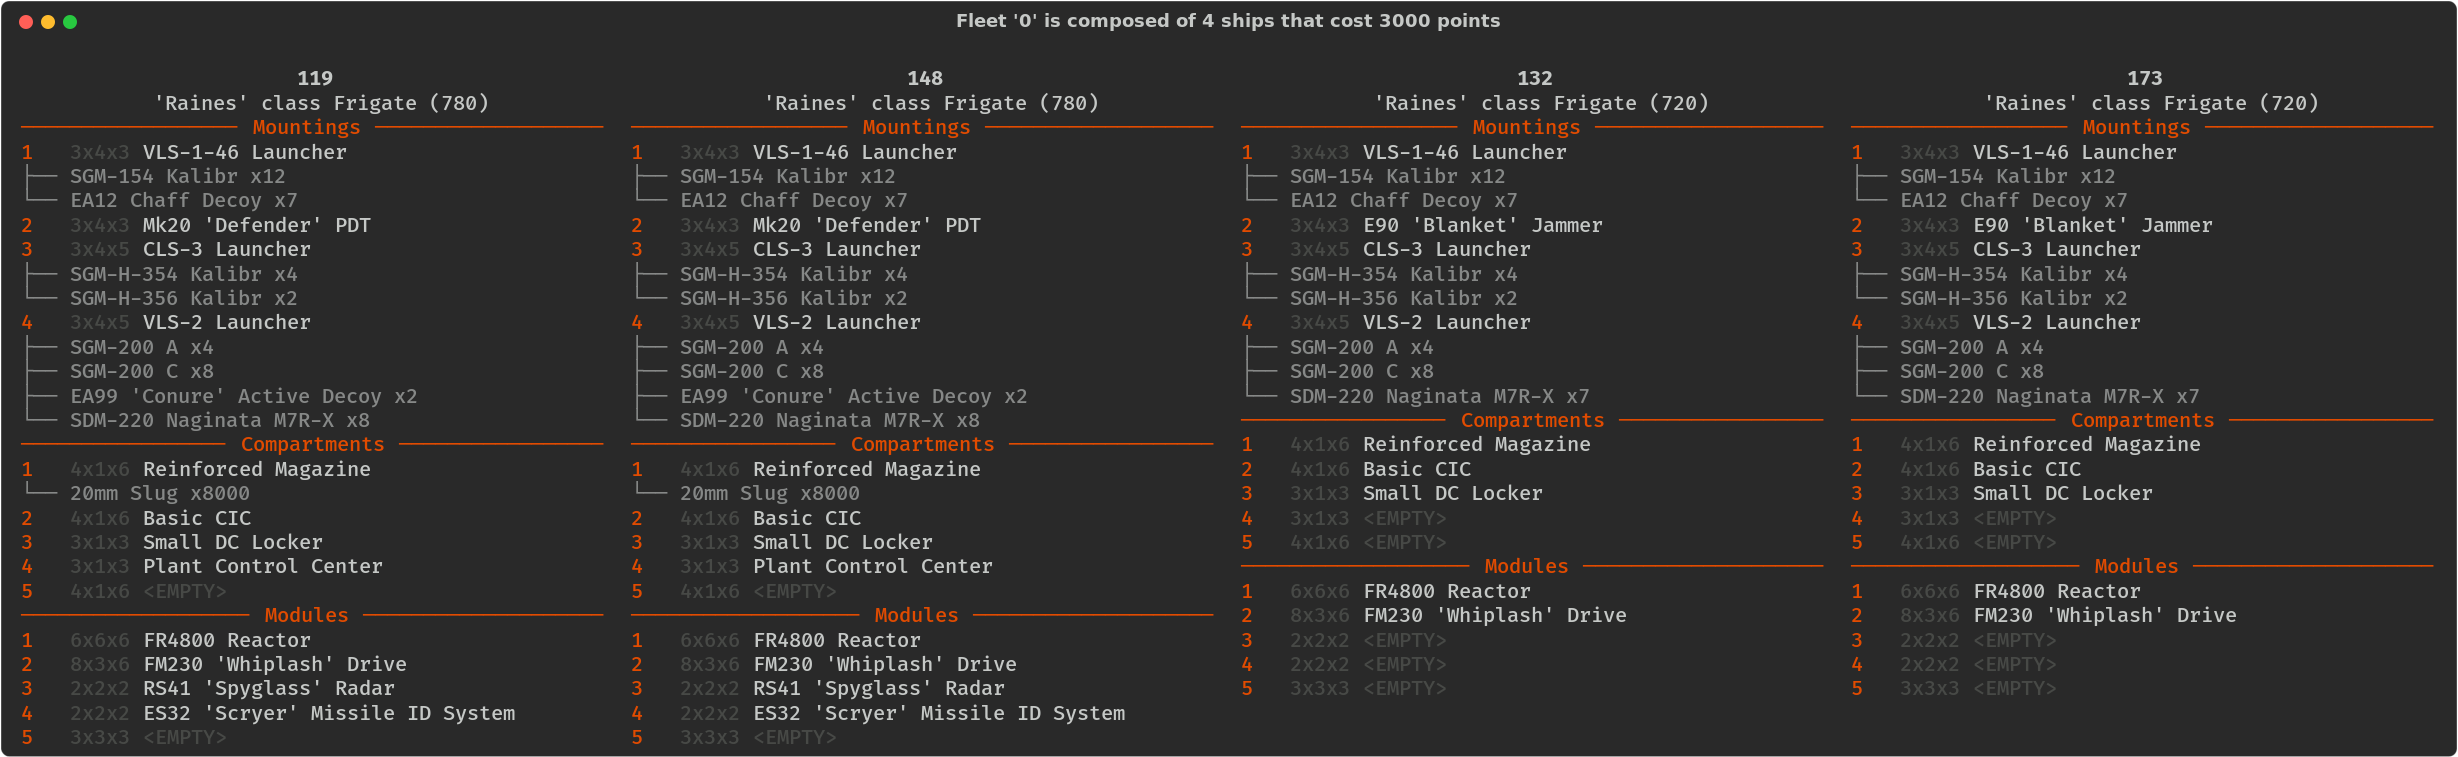 Fleet '0' is composed of 4 ships that cost 3000 points
119
'Raines' class Frigate (780)
Mountings
1 3x4x3 VLS-1-46 Launcher
SGM-154 Kalibr x12
EA12 Chaff Decoy x7
2 3x4x3 Mk20 'Defender' PDT
3 3x4x5 CLS-3 Launcher
SGM-H-354 Kalibr x4
SGM-H-356 Kalibr x2
4 3x4x5 VLS-2 Launcher
SGM-200 A x4
SGM-200 C x8
EA99 'Conure' Active Decoy x2
SDM-220 Naginata M7R-X x8
Compartments
1 4x1x6 Reinforced Magazine
20mm Slug x8000
2 4x1x6 Basic CIC
3 3x1x3 Small DC Locker
4 3x1x3 Plant Control Center
5 4x1x6 <EMPTY>
Modules
1 6x6x6 FR4800 Reactor
2 8x3x6 FM230 'Whiplash' Drive
3 2x2x2 RS41 'Spyglass' Radar
4 2x2x2 ES32 'Scryer' Missile ID System
5 3x3x3 <EMPTY>
148
'Raines' class Frigate (780)
Mountings
1 3x4x3 VLS-1-46 Launcher
SGM-154 Kalibr x12
EA12 Chaff Decoy x7
2 3x4x3 Mk20 'Defender' PDT
3 3x4x5 CLS-3 Launcher
SGM-H-354 Kalibr x4
SGM-H-356 Kalibr x2
4 3x4x5 VLS-2 Launcher
SGM-200 A x4
SGM-200 C x8
EA99 'Conure' Active Decoy x2
SDM-220 Naginata M7R-X x8
Compartments
1 4x1x6 Reinforced Magazine
20mm Slug x8000
2 4x1x6 Basic CIC
3 3x1x3 Small DC Locker
4 3x1x3 Plant Control Center
5 4x1x6 <EMPTY>
Modules
1 6x6x6 FR4800 Reactor
2 8x3x6 FM230 'Whiplash' Drive
3 2x2x2 RS41 'Spyglass' Radar
4 2x2x2 ES32 'Scryer' Missile ID System
5 3x3x3 <EMPTY>
132
'Raines' class Frigate (720)
Mountings
1 3x4x3 VLS-1-46 Launcher
SGM-154 Kalibr x12
EA12 Chaff Decoy x7
2 3x4x3 E90 'Blanket' Jammer
3 3x4x5 CLS-3 Launcher
SGM-H-354 Kalibr x4
SGM-H-356 Kalibr x2
4 3x4x5 VLS-2 Launcher
SGM-200 A x4
SGM-200 C x8
SDM-220 Naginata M7R-X x7
Compartments
1 4x1x6 Reinforced Magazine
2 4x1x6 Basic CIC
3 3x1x3 Small DC Locker
4 3x1x3 <EMPTY>
5 4x1x6 <EMPTY>
Modules
1 6x6x6 FR4800 Reactor
2 8x3x6 FM230 'Whiplash' Drive
3 2x2x2 <EMPTY>
4 2x2x2 <EMPTY>
5 3x3x3 <EMPTY>
173
'Raines' class Frigate (720)
Mountings
1 3x4x3 VLS-1-46 Launcher
SGM-154 Kalibr x12
EA12 Chaff Decoy x7
2 3x4x3 E90 'Blanket' Jammer
3 3x4x5 CLS-3 Launcher
SGM-H-354 Kalibr x4
SGM-H-356 Kalibr x2
4 3x4x5 VLS-2 Launcher
SGM-200 A x4
SGM-200 C x8
SDM-220 Naginata M7R-X x7
Compartments
1 4x1x6 Reinforced Magazine
2 4x1x6 Basic CIC
3 3x1x3 Small DC Locker
4 3x1x3 <EMPTY>
5 4x1x6 <EMPTY>
Modules
1 6x6x6 FR4800 Reactor
2 8x3x6 FM230 'Whiplash' Drive
3 2x2x2 <EMPTY>
4 2x2x2 <EMPTY>
5 3x3x3 <EMPTY>